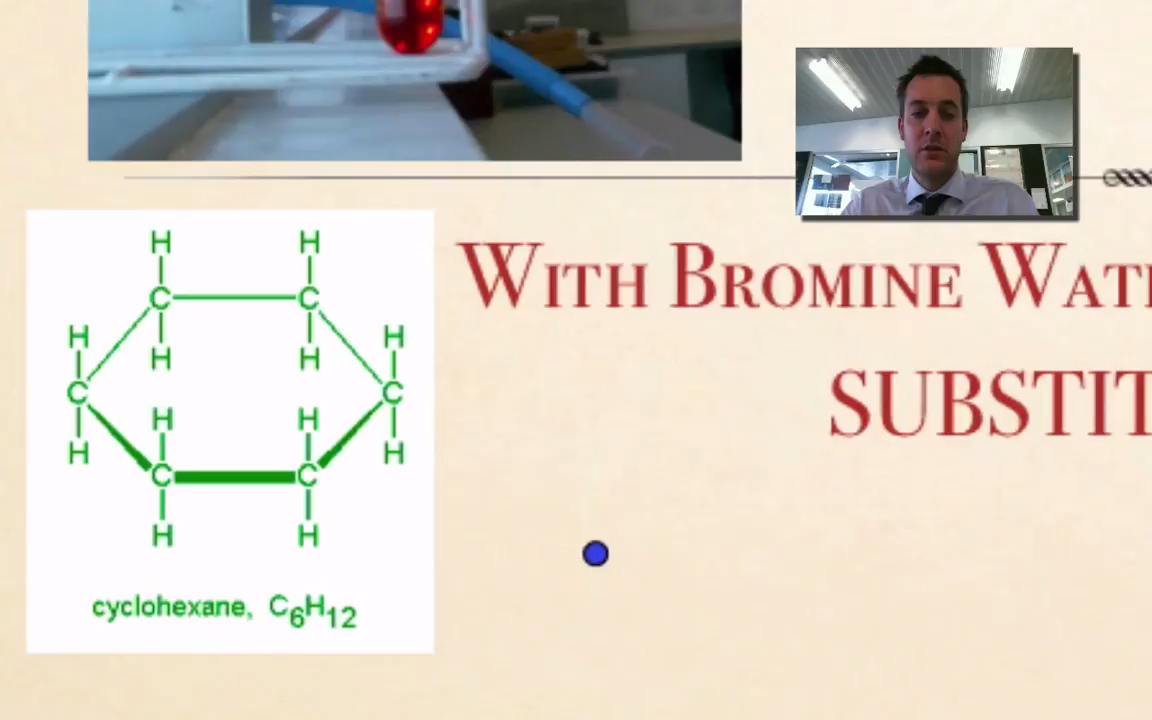 H H
C C
H H H H
C C
H H H H
C C
H H
cyclohexane, C6H12
WITH BROMINE WAT
SUBSTIT